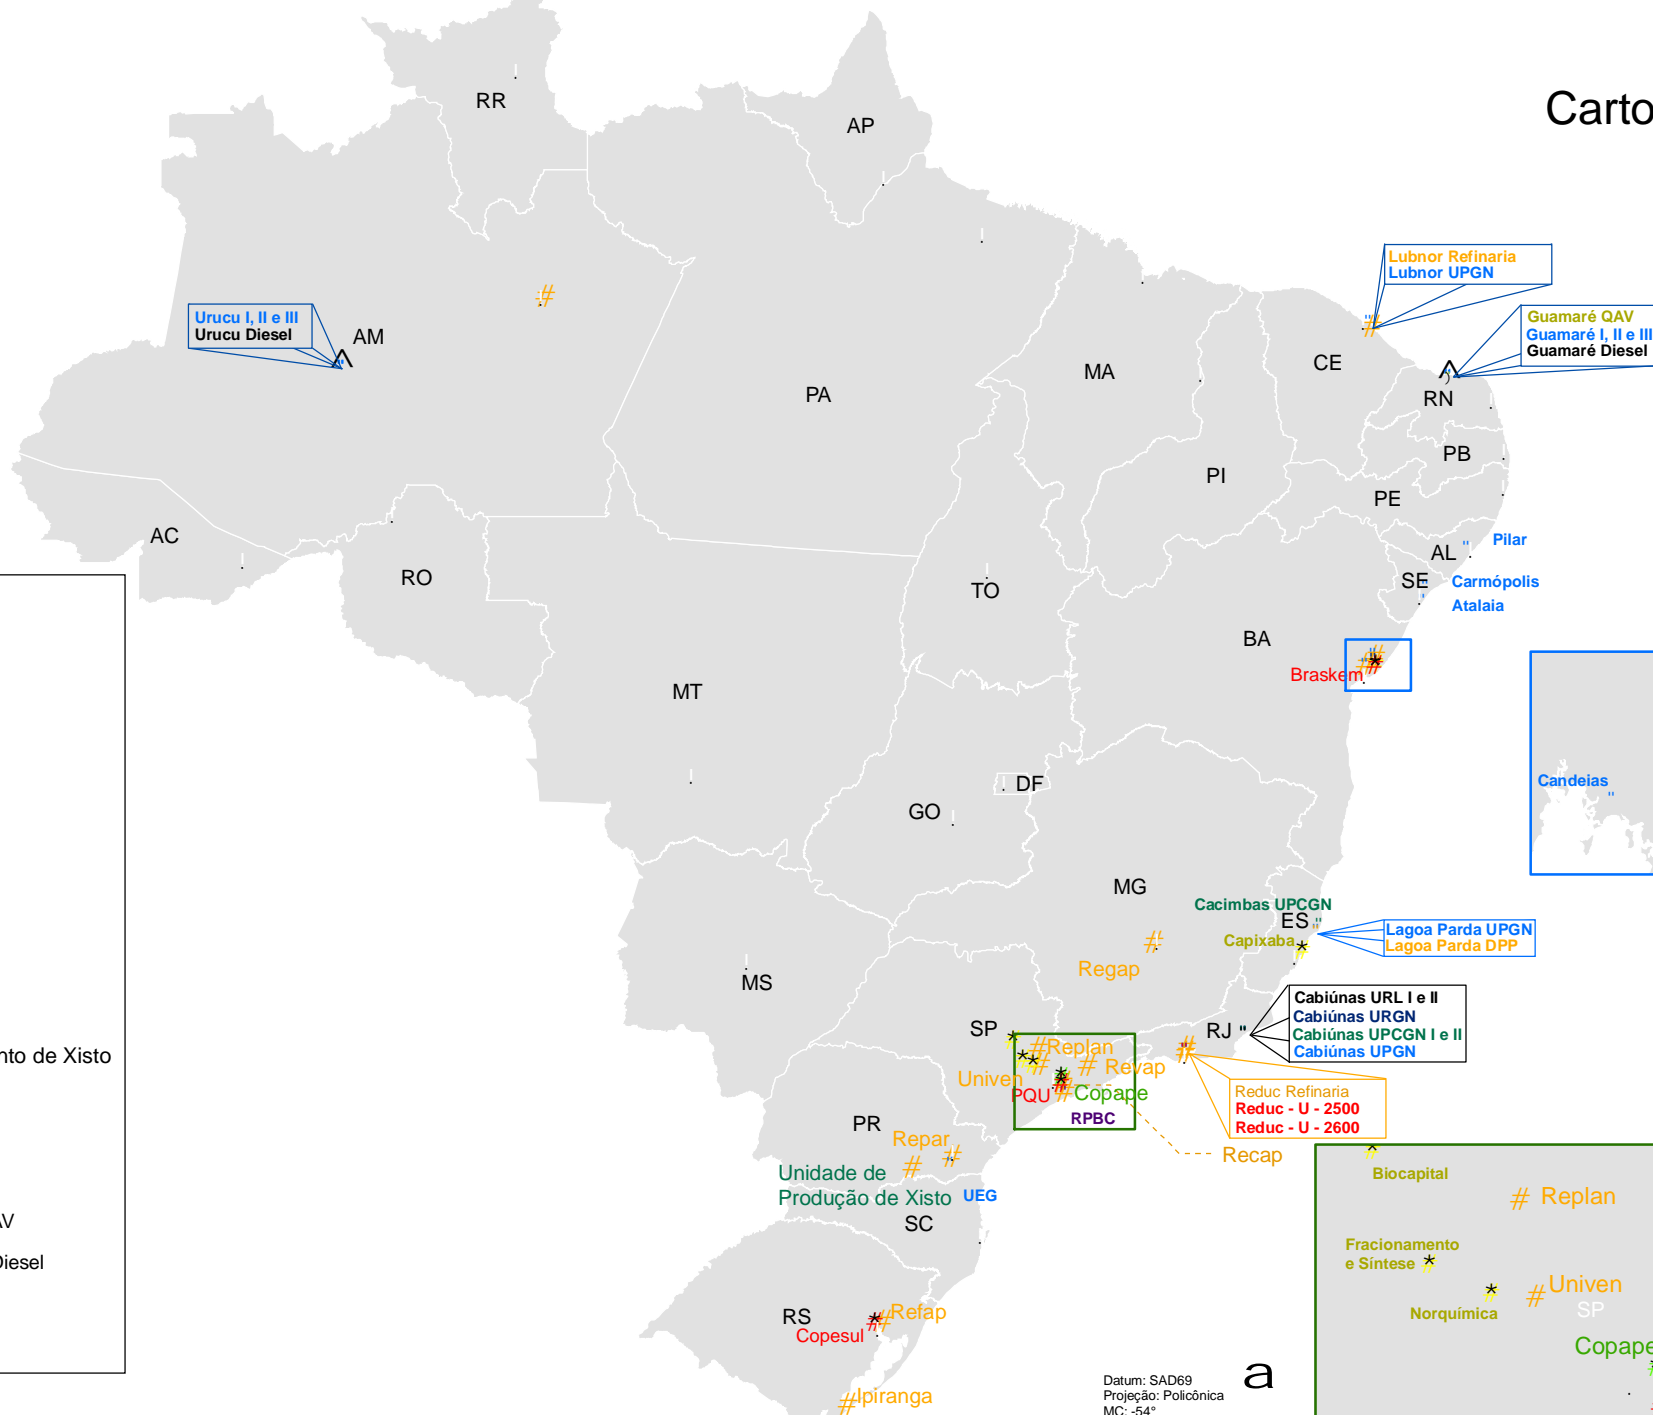 Carto
RR
AP
Lubnor Refinaria
Lubnor UPGN
Urucu I, II e III
Urucu Diesel
AM
Guamaré QAV
Guamaré I, II e III
Guamaré Diesel
CE
MA
PA
RN
PB
PI
PE
AC
Pilar
AL
RO
TO
SE
Carmópolis
Atalaia
BA
Braskem
MT
Candeias
DF
GO
MG
Cacimbas UPCGN
ES
Capixaba
Lagoa Parda UPGN
Lagoa Parda DPP
Regap
MS
Cabiúnas URL I e II
Cabiúnas URGN
Cabiúnas UPCGN I e II
Cabiúnas UPGN
SP
RJ
nto de Xisto
Replan
Revap
Univen
PQU
Copape
RPBC
Reduc Refinaria
Reduc - U - 2500
Reduc - U - 2600
PR
Repar
Recap
Unidade de
Produção de Xisto
UEG
SC
Biocapital
Replan
AV
Diesel
Fracionamento
e Síntese
Univen
SP
Norquímica
RS
Refap
Copesul
Copape
Ipiranga
a
Datum: SAD69
Projeção: Policônica
MC: -54°